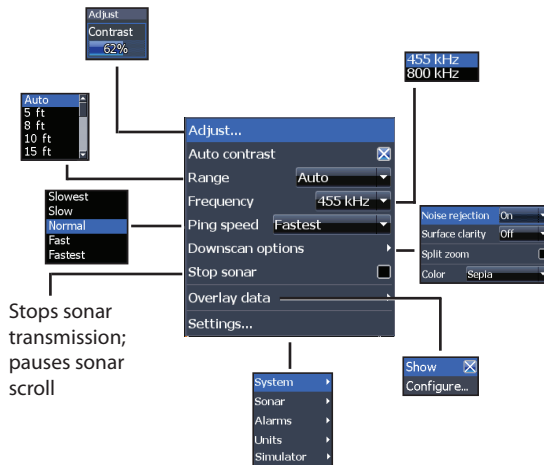 Adjust
Contrast
62%
455 kHz
800 kHz
Auto
5 ft
8 ft
10 ft
15 ft
Adjust...
Auto contrast
Range Auto
Frequency 455 kHz
Ping speed Fastest
Downscan options
Stop sonar
Overlay data
Settings...
Slowest
Slow
Normal
Fast
Fastest
Noise rejection On
Surface clarity Off
Split zoom
Color Sepia
Stops sonar
transmission;
pauses sonar
scroll
Show
Configure...
System
Sonar
Alarms
Units
Simulator